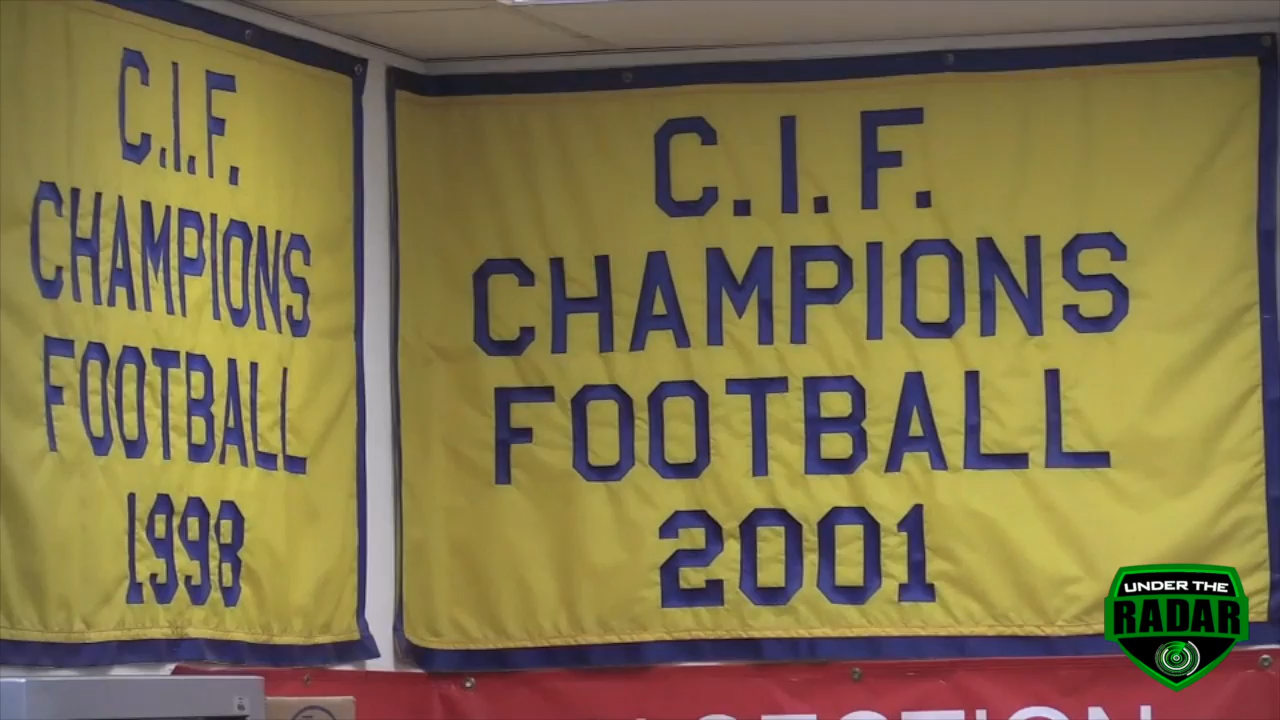 C.I.F.
CHAMPIONS
FOOTBALL
1998
C.I.F.
CHAMPIONS
FOOTBALL
2001
UNDER THE
RADAR